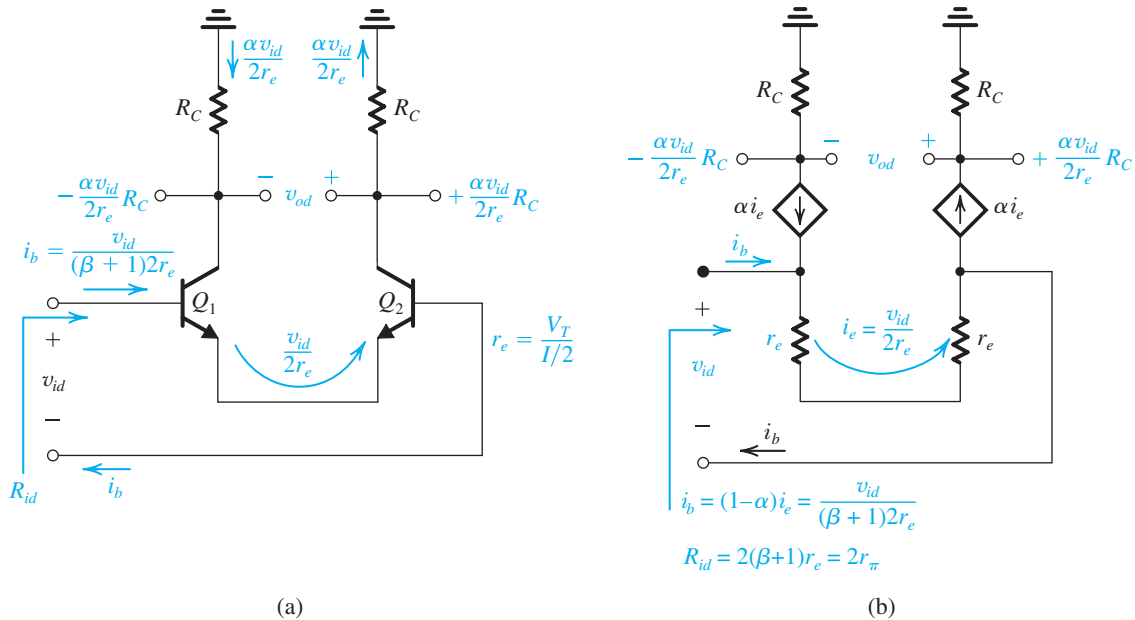 αv_id / 2r_e
αv_id / 2r_e
R_C
R_C
− αv_id / 2r_e R_C
−
v_od
+
+ αv_id / 2r_e R_C
i_b = v_id / (β + 1)2r_e
Q_1
Q_2
+
v_id
−
v_id / 2r_e
r_e = V_T / I/2
R_id
i_b
(a)
R_C
R_C
− αv_id / 2r_e R_C
−
v_od
+
+ αv_id / 2r_e R_C
αi_e
αi_e
i_b
+
v_id
−
r_e
i_e = v_id / 2r_e
r_e
i_b
i_b = (1–α)i_e = v_id / (β + 1)2r_e
R_id = 2(β+1)r_e = 2r_π
(b)